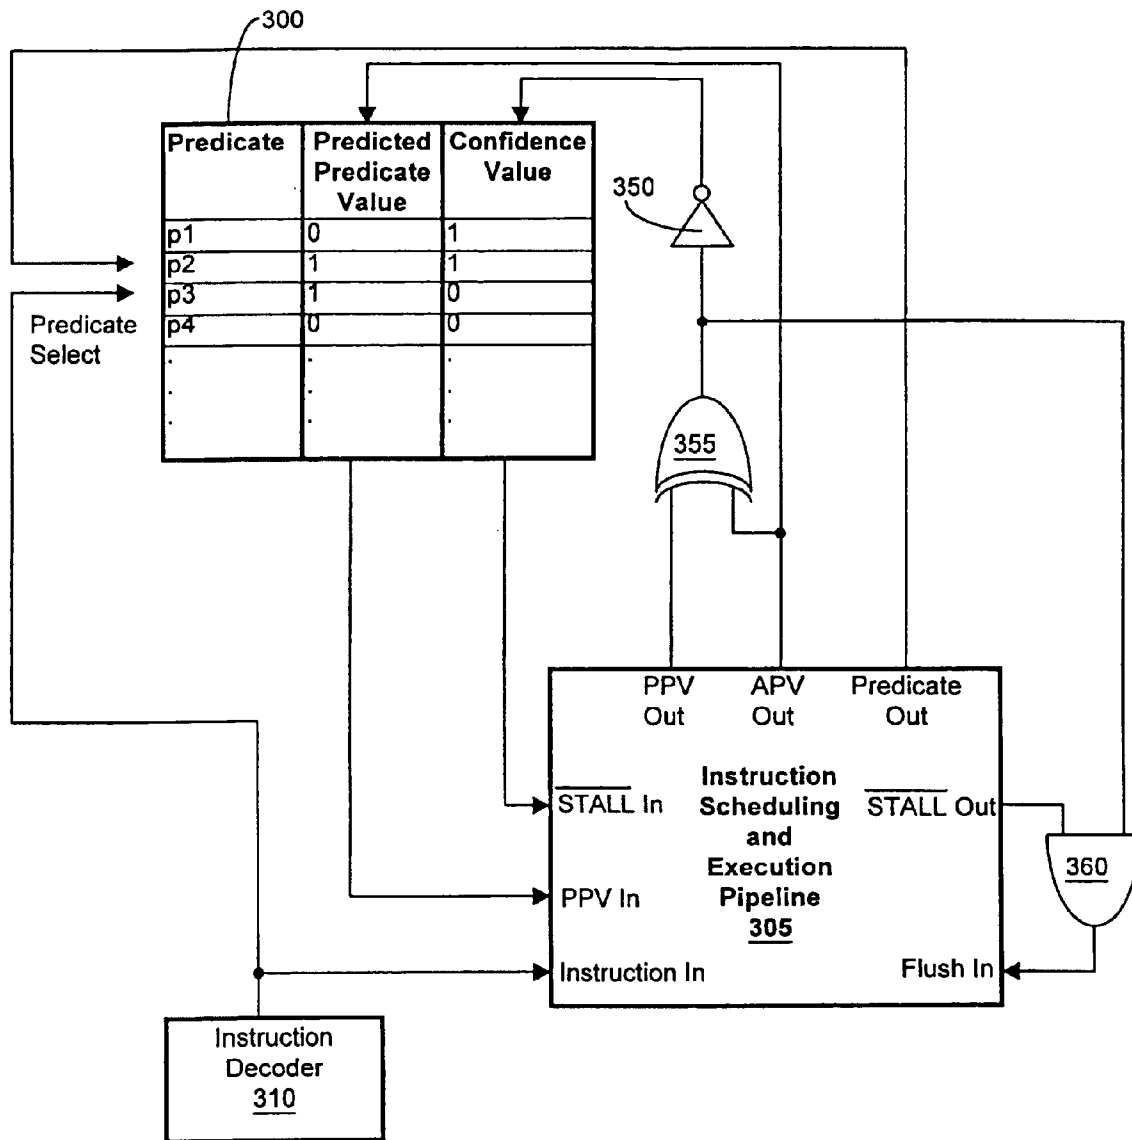 300
Predicate
Predicted
Predicate
Value
Confidence
Value
p1 0 1
p2 1 1
p3 1 0
p4 0 0
. . .
. . .
. . .
Predicate
Select
350
355
PPV
Out
APV
Out
Predicate
Out
STALL In
Instruction
Scheduling
and
Execution
Pipeline
305
STALL Out
360
PPV In
Instruction In
Flush In
Instruction
Decoder
310